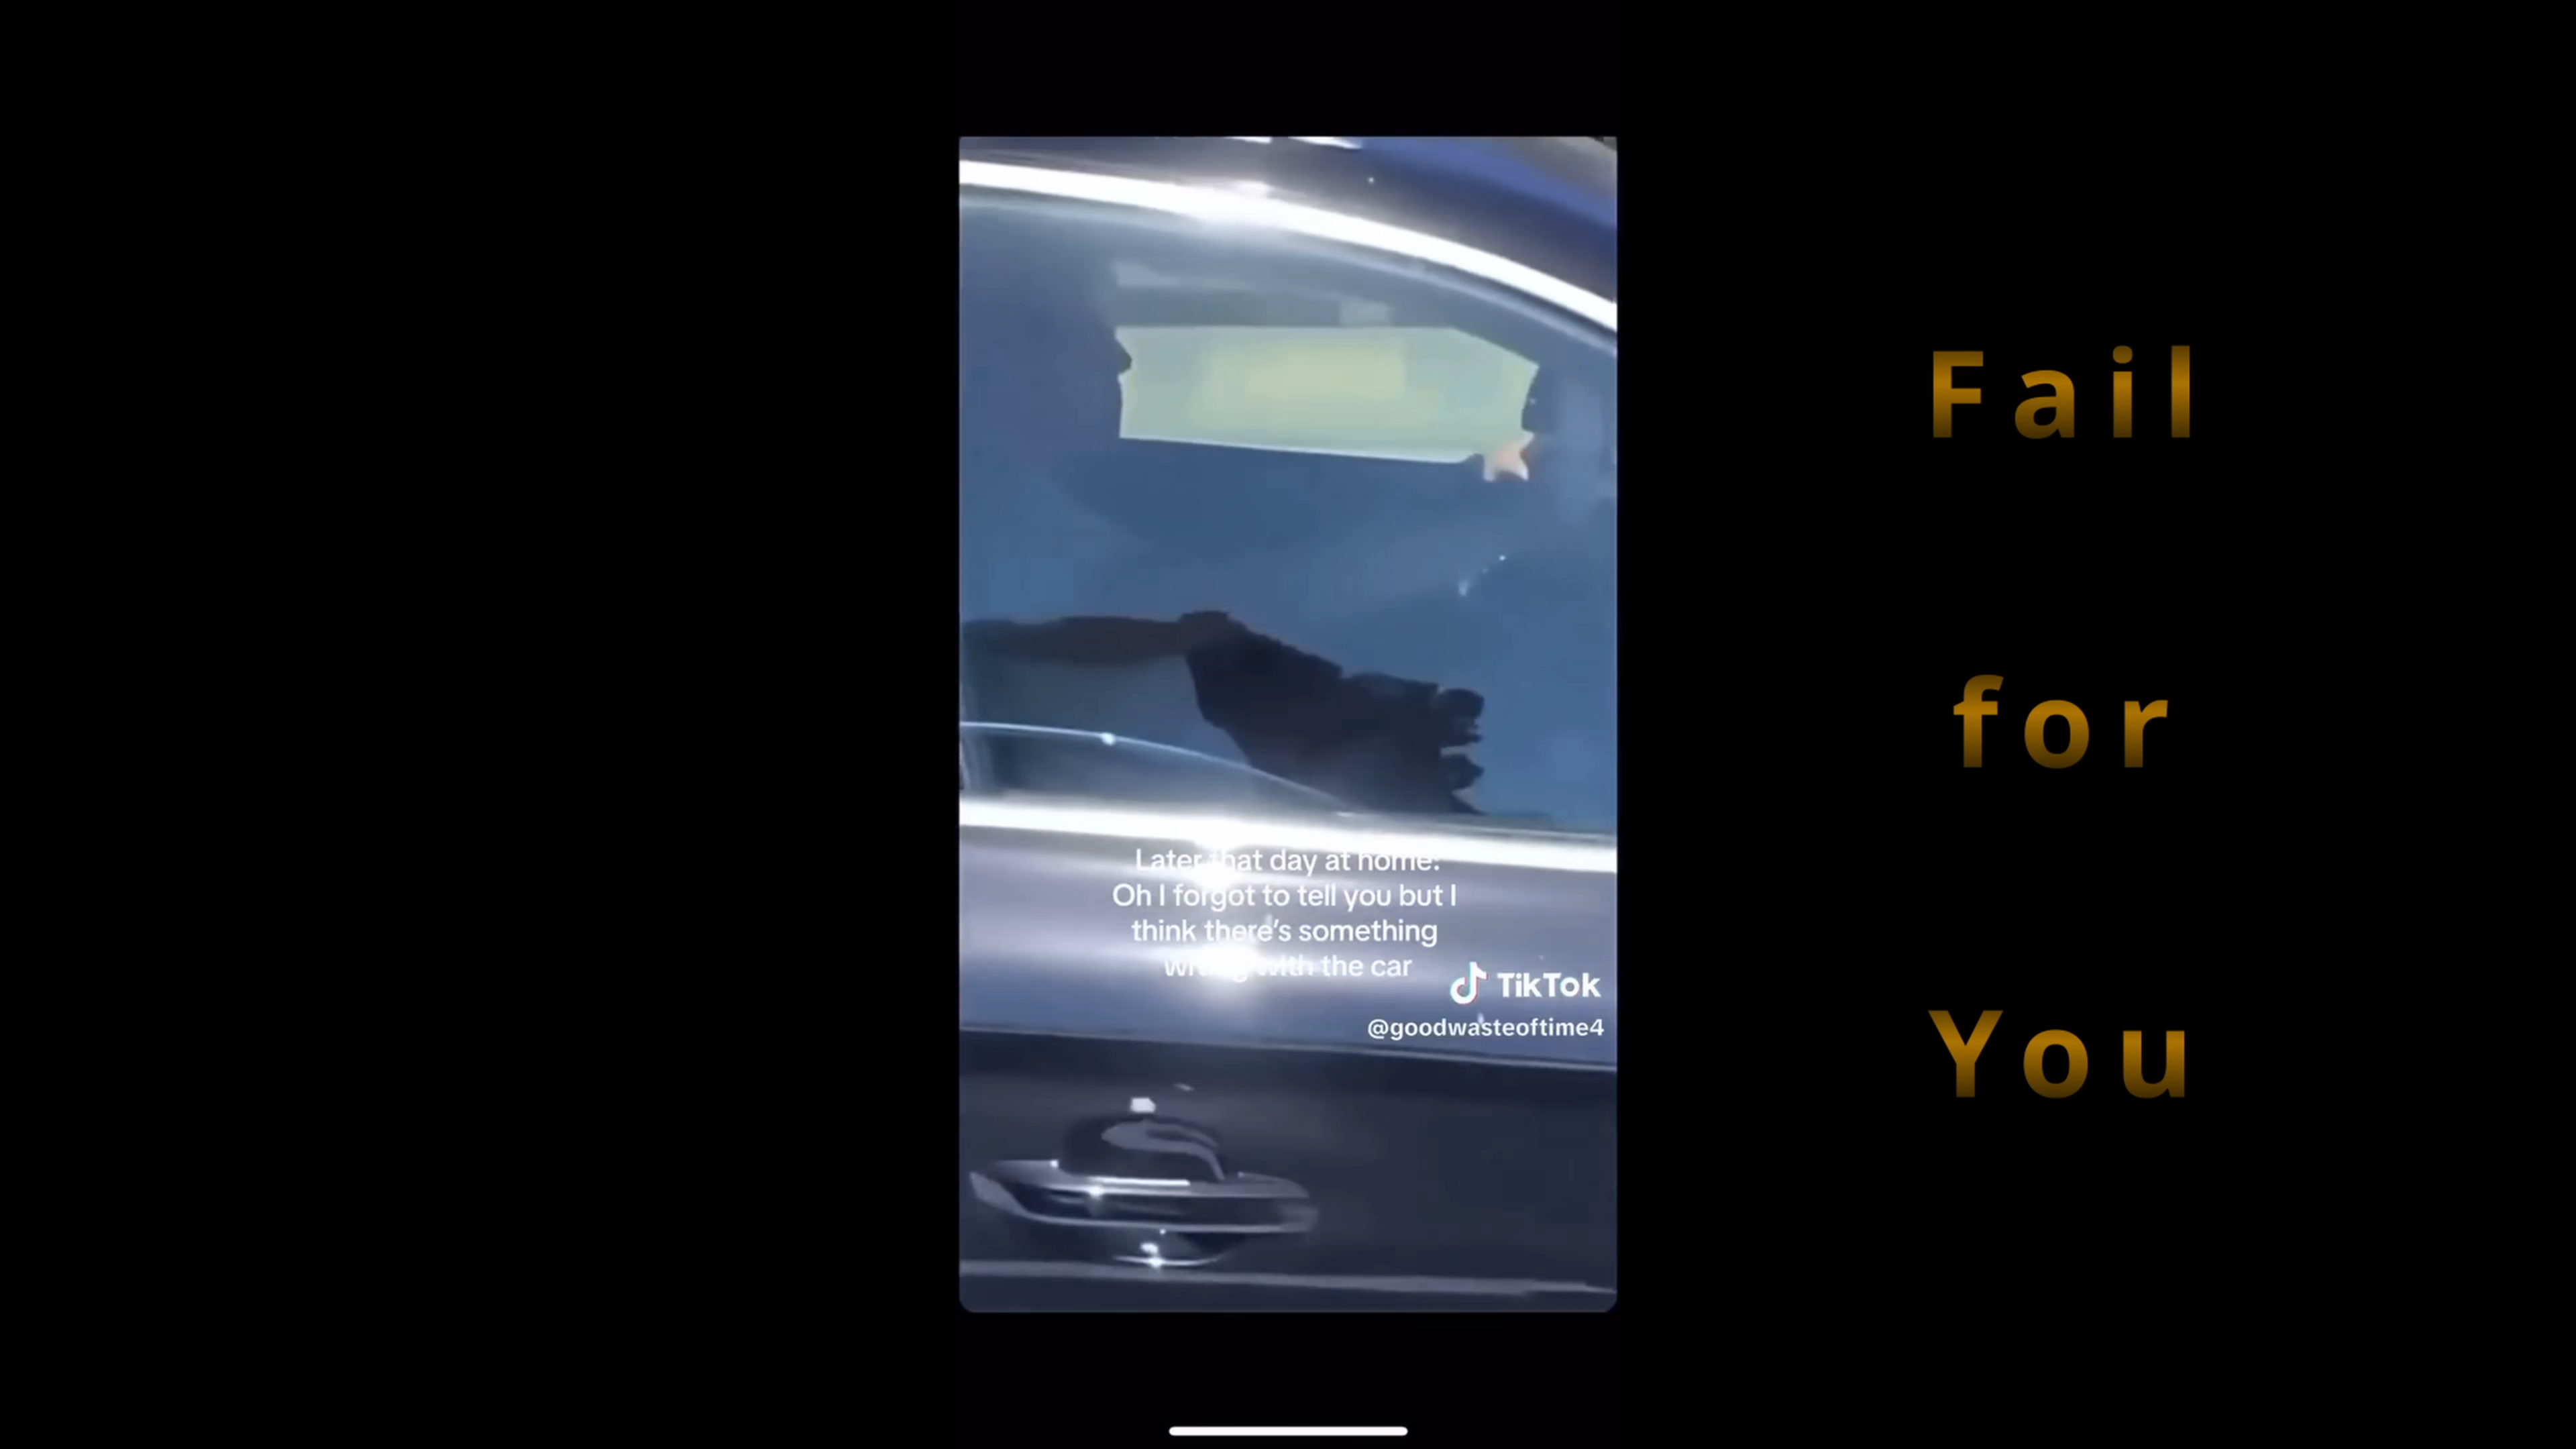 Later that day at home:
Oh I forgot to tell you but I
think there's something
wrong with the car
TikTok
@goodwasteoftime4
Fail
for
You